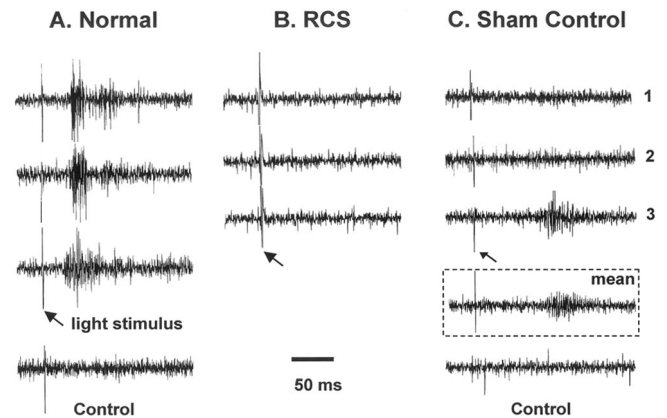 A. Normal
B. RCS
C. Sham Control
1
2
3
light stimulus
mean
50 ms
Control
Control